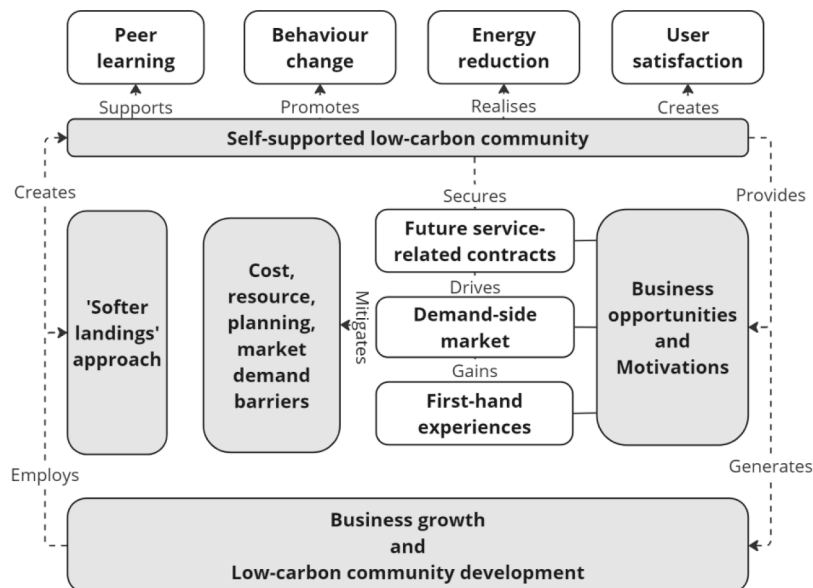 Peer
learning
Behaviour
change
Energy
reduction
User
satisfaction
Supports
Promotes
Realises
Creates
Self-supported low-carbon community
Creates
Secures
Provides
'Softer
landings'
approach
Cost,
resource,
planning,
market
demand
barriers
Mitigates
Future service-
related contracts
Drives
Demand-side
market
Gains
First-hand
experiences
Business
opportunities
and
Motivations
Employs
Generates
Business growth
and
Low-carbon community development